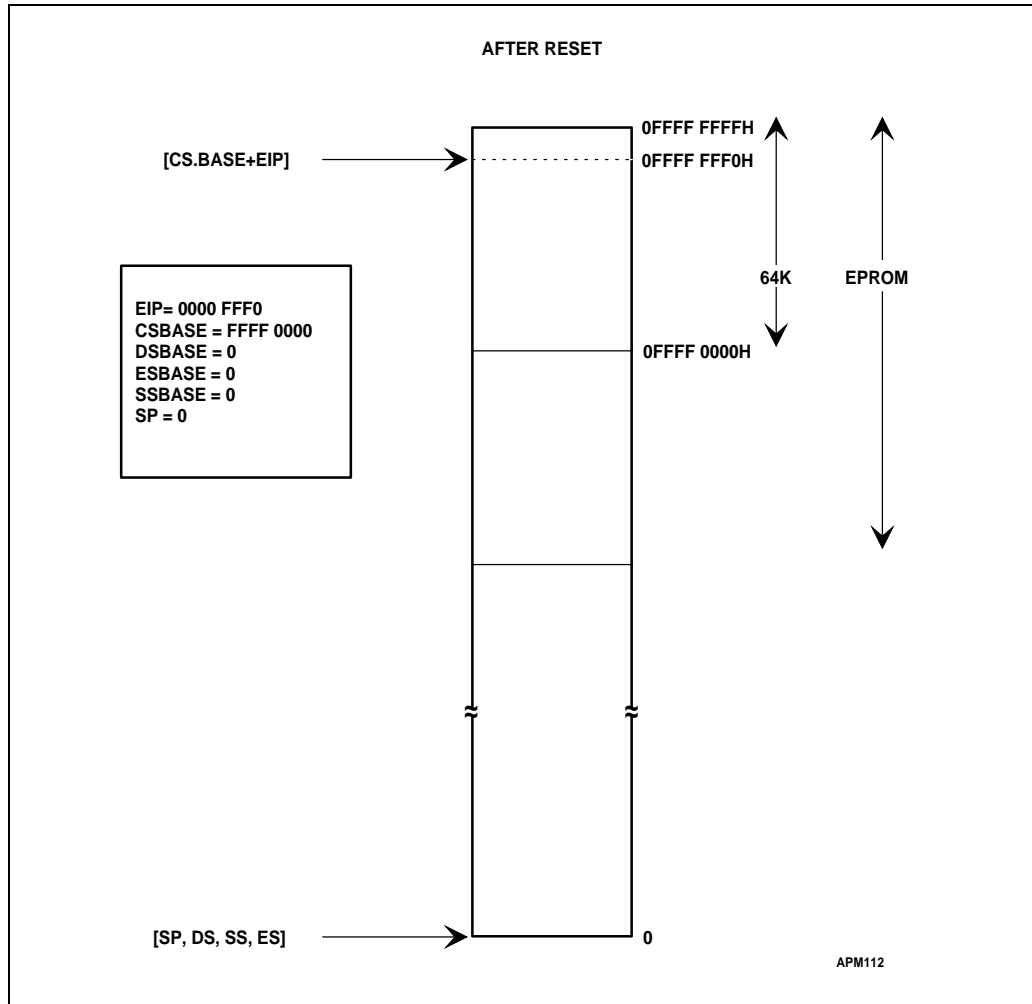 AFTER RESET
0FFFF FFFFH
[CS.BASE+EIP]
0FFFF FFF0H
64K
EPROM
EIP= 0000 FFF0
CSBASE = FFFF 0000
DSBASE = 0
ESBASE = 0
SSBASE = 0
SP = 0
0FFFF 0000H
≈ ≈
[SP, DS, SS, ES]
0
APM112